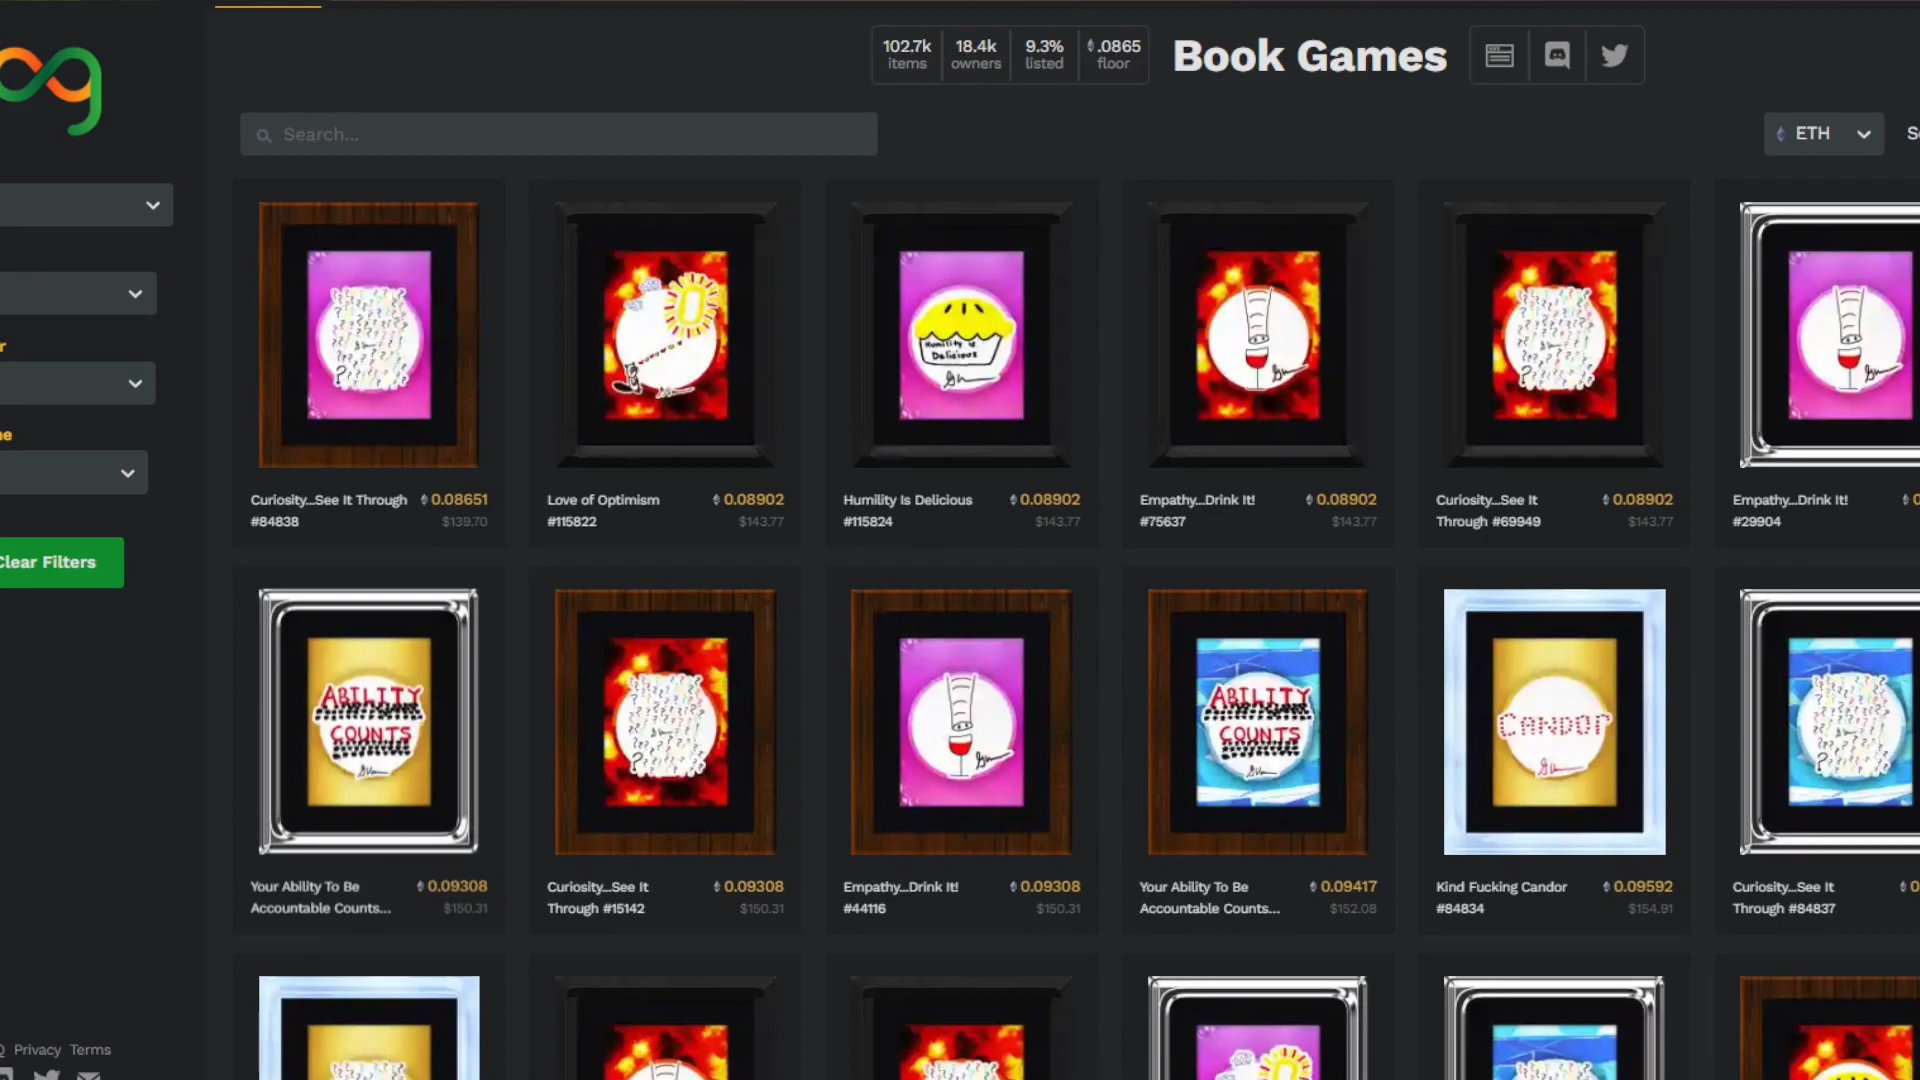 102.7k 18.4k 9.3% .0865
items owners listed floor
Book Games
Search...
ETH
r
ne
Clear Filters
Privacy Terms
Humility is
Delicious
Curiosity...See It Through 0.08651
#84838 $139.70
Love of Optimism 0.08902
#115822 $143.77
Humility Is Delicious 0.08902
#115824 $143.77
Empathy...Drink It! 0.08902
#75637 $143.77
Curiosity...See It 0.08902
Through #69949 $143.77
Empathy...Drink It!
#29904
ABILITY
COUNTS
ABILITY
COUNTS
CANDOR
Your Ability To Be 0.09308
Accountable Counts... $150.31
Curiosity...See It 0.09308
Through #15142 $150.31
Empathy...Drink It! 0.09308
#44116 $150.31
Your Ability To Be 0.09417
Accountable Counts... $152.08
Kind Fucking Candor 0.09592
#84834 $154.91
Curiosity...See It
Through #84837